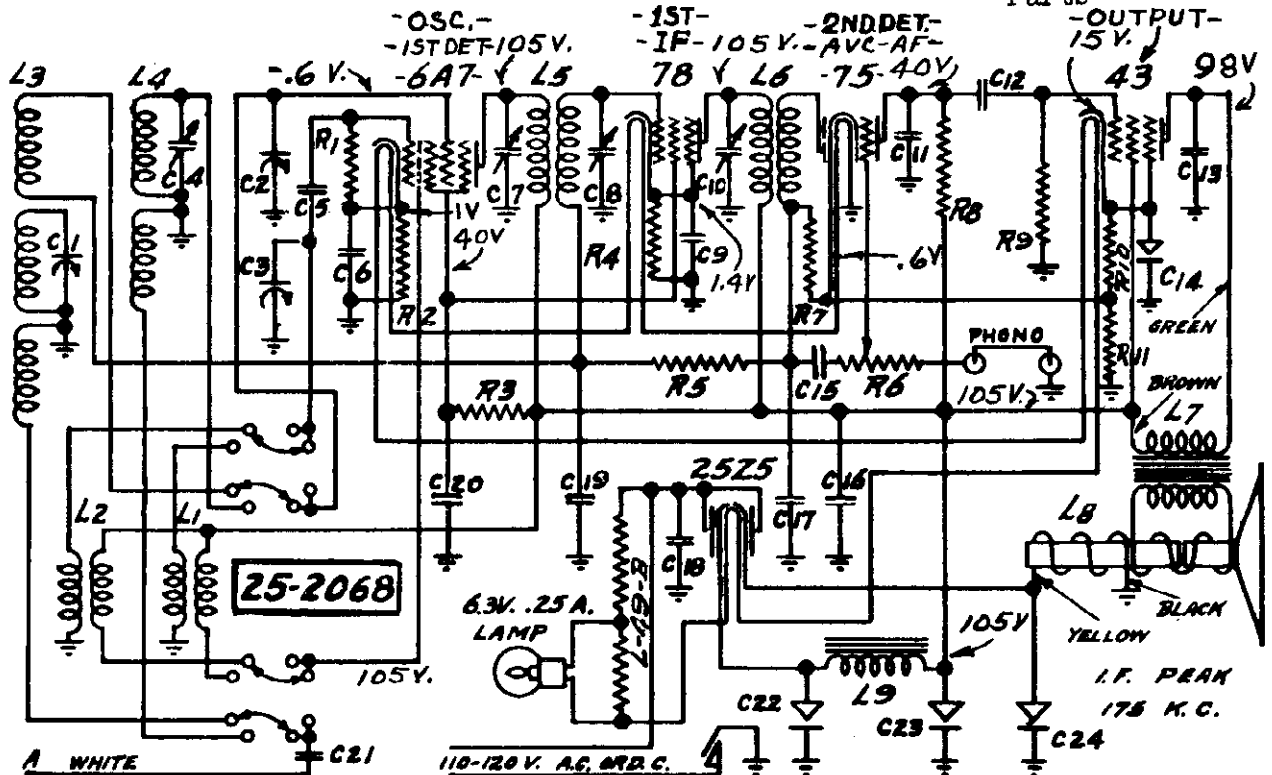 -OSC.-
-1ST DET-
105 V.
-1ST-
-IF-
105 V.
-2ND.DET.-
-AVC-AF-
-OUTPUT-
15 V.
L3
L4
-.6 V.
-6A7-
L5
78
L6
-75-
40V
C12
43
98V
R1
C4
C2
C5
C7
C8
C10
C11
R8
C13
C1
1V
40V
C3
C6
R2
R4
C9
1.4V
.6V
R7
R9
R10
C14
GREEN
PHONO
R11
R3
R5
C15
R6
105V.
BROWN
L7
C20
C19
25Z5
C16
C17
L8
L2
L1
25-2068
C18
6.3V. .25 A.
LAMP
L-49-B
BLACK
YELLOW
105V
105V.
L9
I.F. PEAK
175 K.C.
C22
C23
C24
A WHITE
C21
110-120 V. A.C. OR D.C.